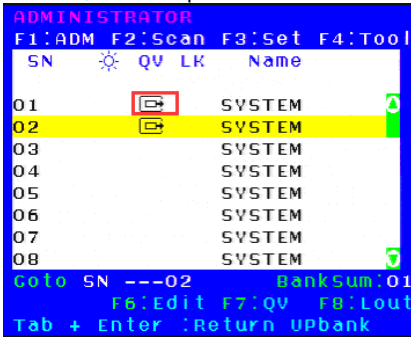 ADMINISTRATOR
F1:ADM F2:Scan F3:Set F4:Tool
SN QV LK Name
01 SYSTEM
02 SYSTEM
03 SYSTEM
04 SYSTEM
05 SYSTEM
06 SYSTEM
07 SYSTEM
08 SYSTEM
Goto SN ---02 BankSum:01
F6:Edit F7:QV F8:Lout
Tab + Enter :Return UPbank